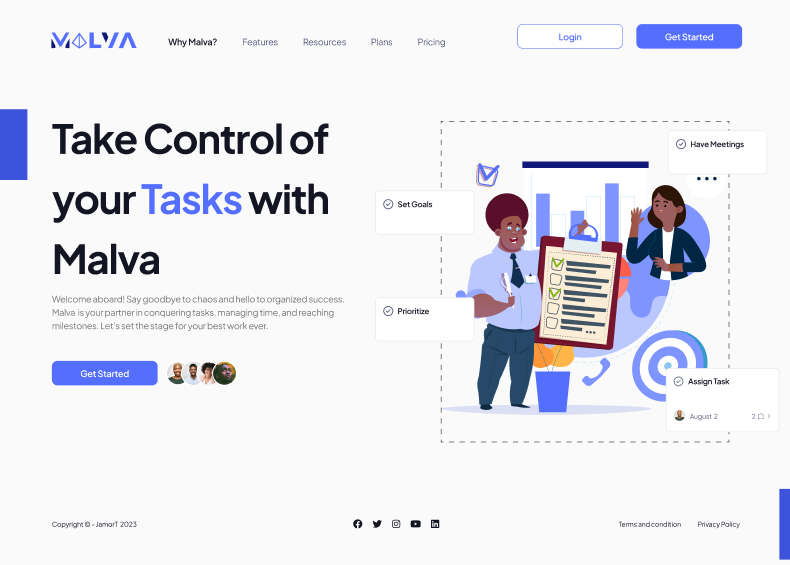 MALVA
Why Malva? Features Resources Plans Pricing
Login
Get Started
Take Control of
your Tasks with
Malva
Welcome aboard! Say goodbye to chaos and hello to organized success.
Malva is your partner in conquering tasks, managing time, and reaching
milestones. Let's set the stage for your best work ever.
Get Started
Have Meetings
Set Goals
Prioritize
Assign Task
August 2
2
Copyright © - JamorT 2023
Terms and condition
Privacy Policy